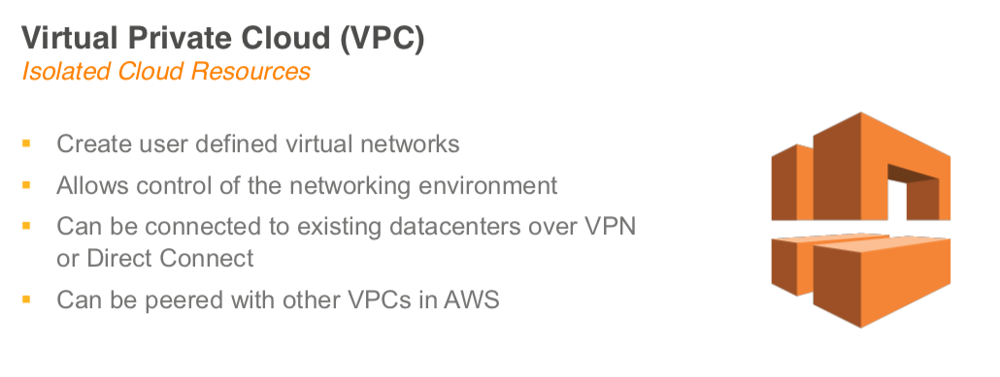 Virtual Private Cloud (VPC)
Isolated Cloud Resources
▪ Create user defined virtual networks
▪ Allows control of the networking environment
▪ Can be connected to existing datacenters over VPN
or Direct Connect
▪ Can be peered with other VPCs in AWS